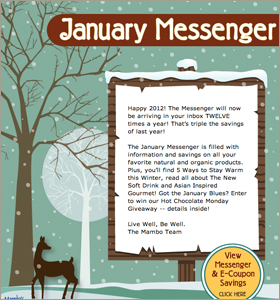 January Messenger
Happy 2012! The Messenger will now
be arriving in your inbox TWELVE
times a year! That's triple the savings
of last year!
The January Messenger is filled with
information and savings on all your
favorite natural and organic products.
Plus, you'll find 5 Ways to Stay Warm
this Winter, read all about The New
Soft Drink and Asian Inspired
Gourmet! Got the January Blues? Enter
to win our Hot Chocolate Monday
Giveaway -- details inside!
Live Well, Be Well.
The Mambo Team
View
Messenger
& E-Coupon
Savings
CLICK HERE